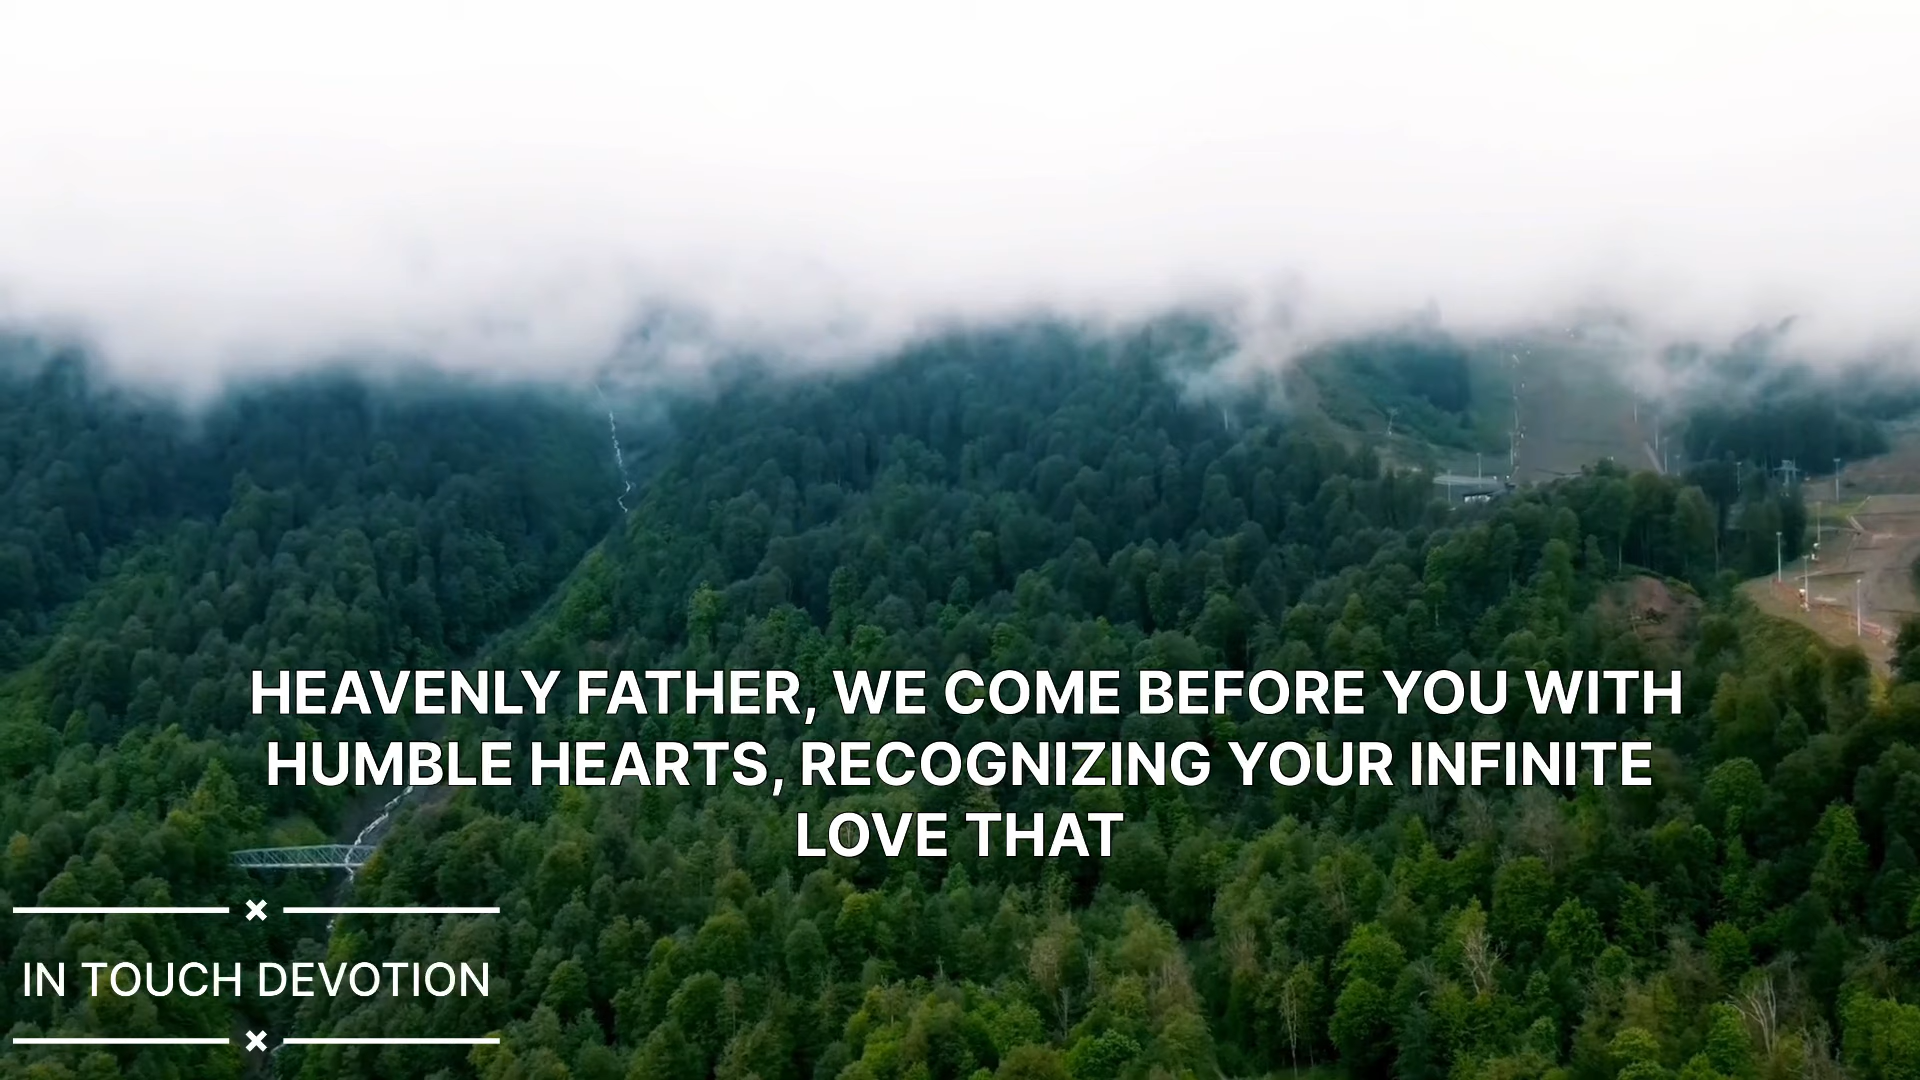 HEAVENLY FATHER, WE COME BEFORE YOU WITH
HUMBLE HEARTS, RECOGNIZING YOUR INFINITE
LOVE THAT
IN TOUCH DEVOTION